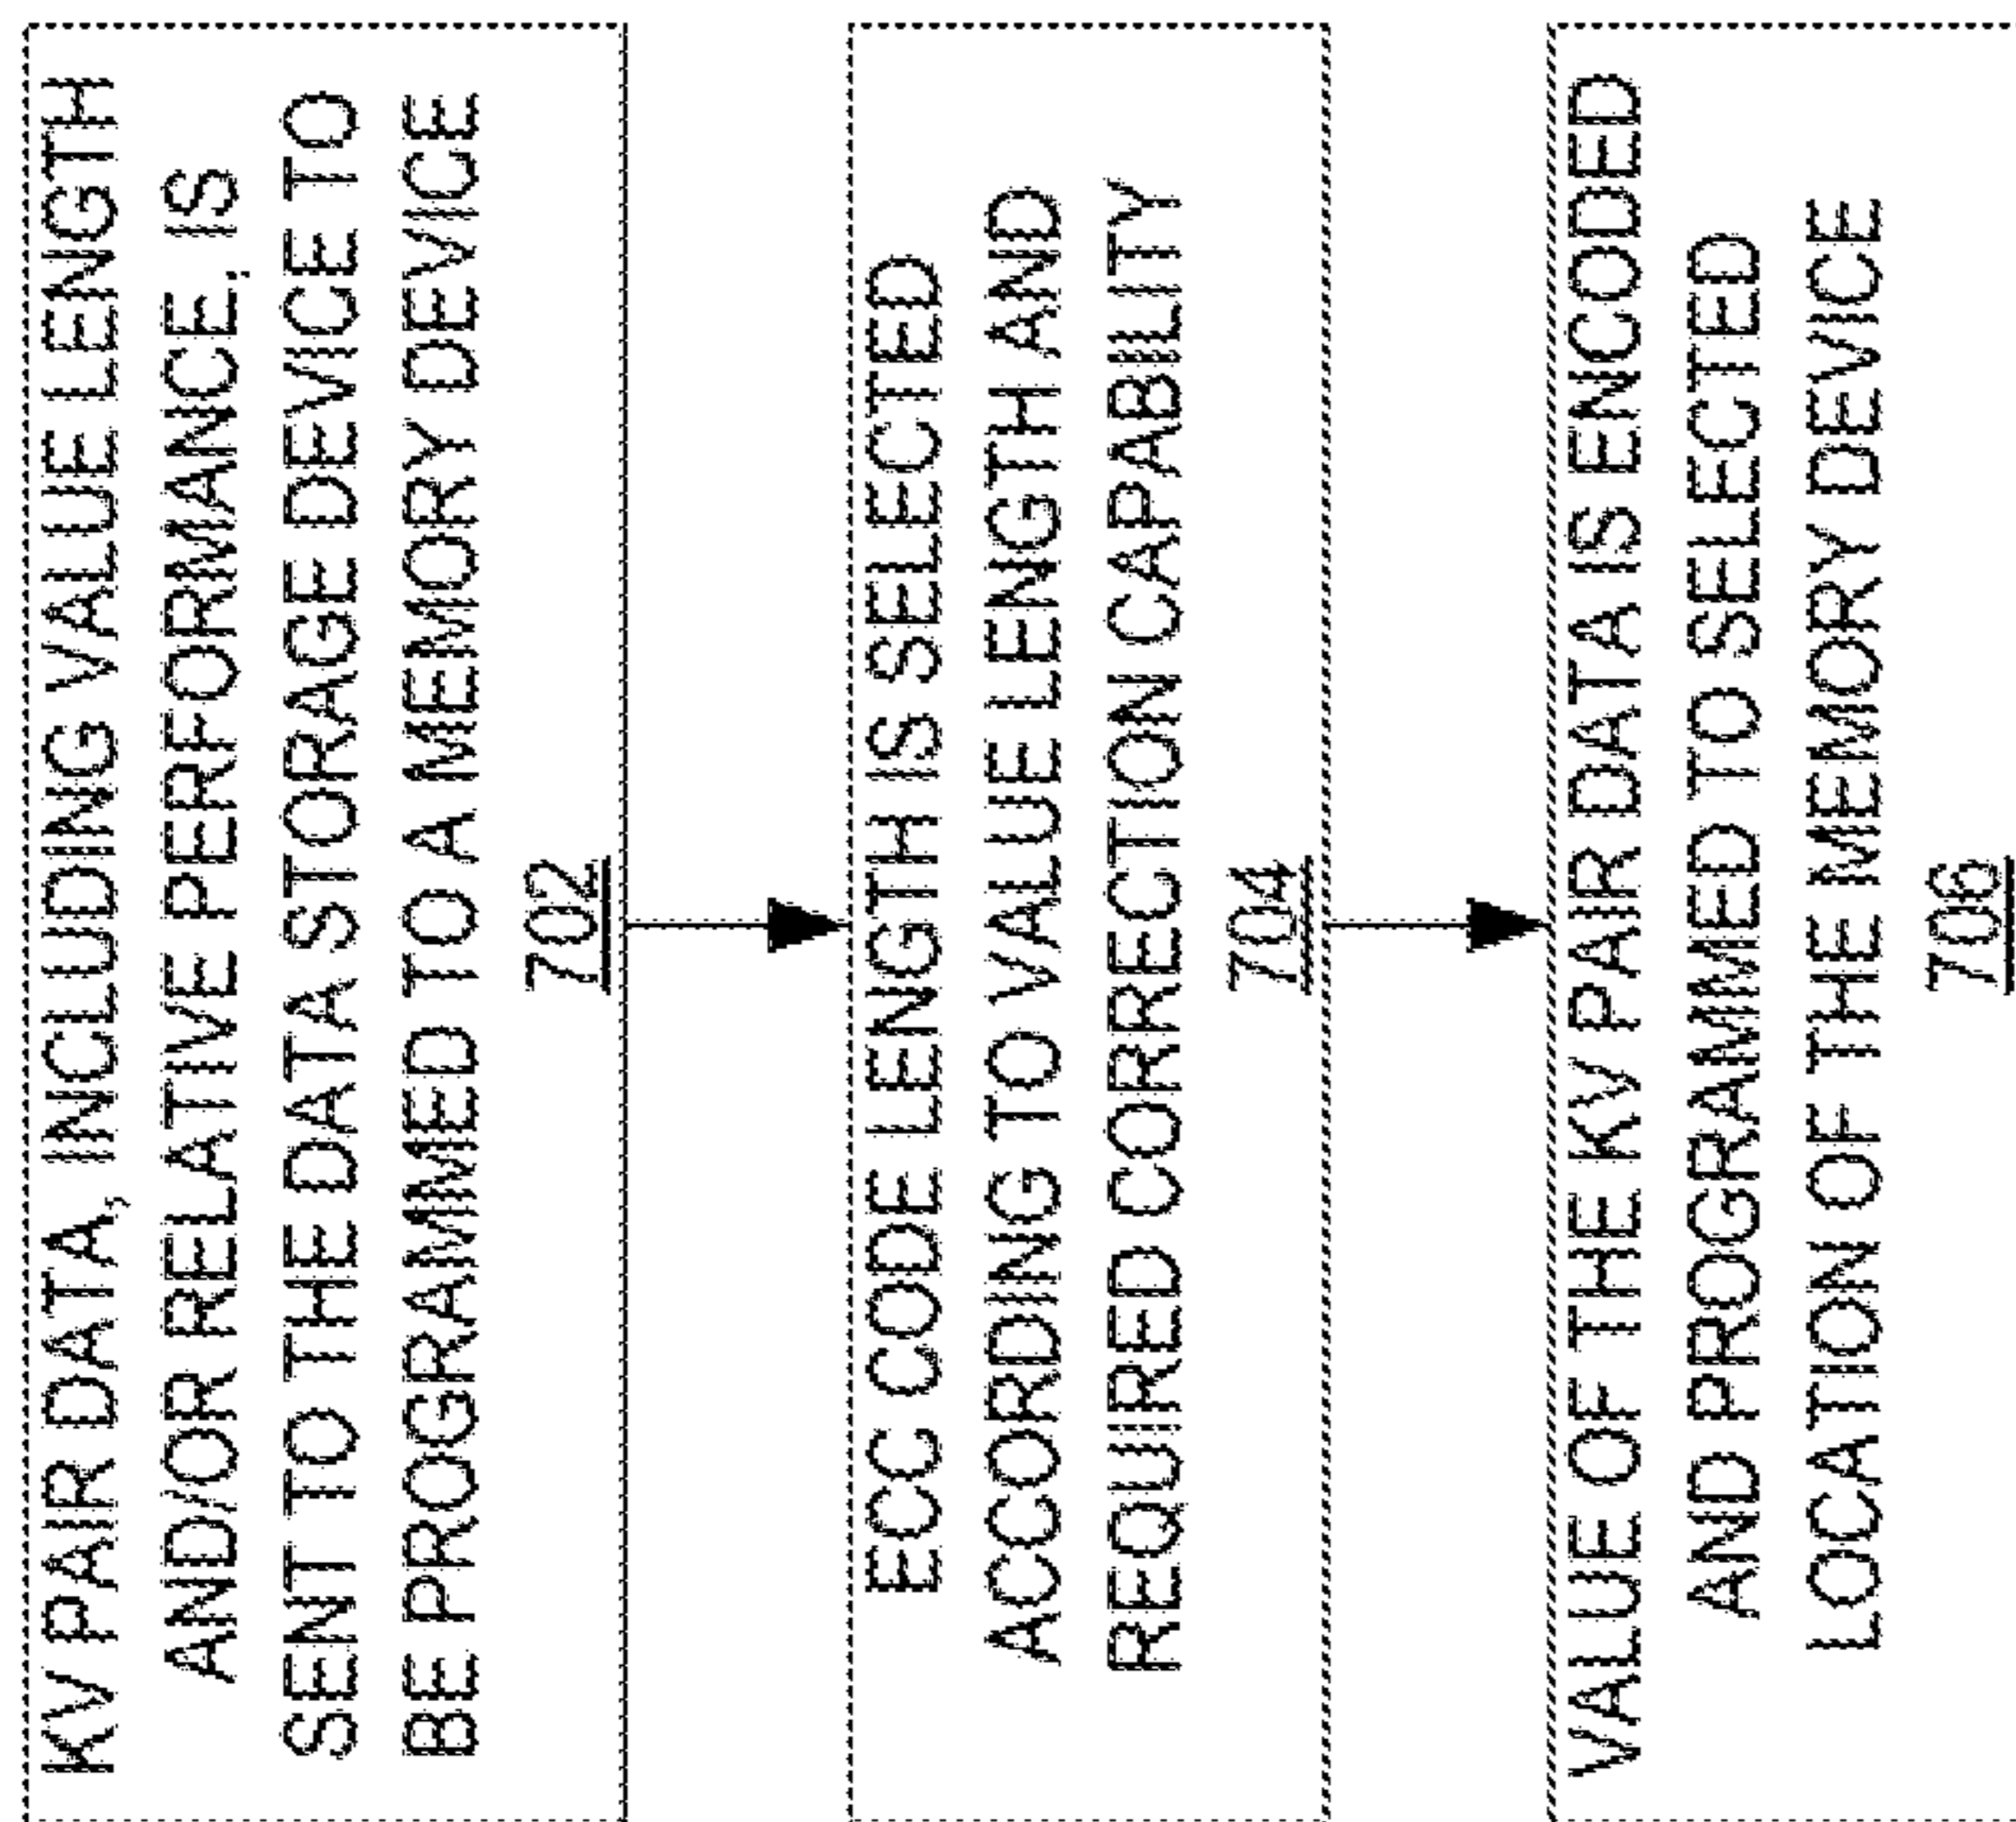 KV PAIR DATA, INCLUDING VALUE LENGTH
AND/OR RELATIVE PERFORMANCE, IS
SENT TO THE DATA STORAGE DEVICE TO
BE PROGRAMMED TO A MEMORY DEVICE
702
ECC CODE LENGTH IS SELECTED
ACCORDING TO VALUE LENGTH AND
REQUIRED CORRECTION CAPABILITY
704
VALUE OF THE KV PAIR DATA IS ENCODED
AND PROGRAMMED TO SELECTED
LOCATION OF THE MEMORY DEVICE
706